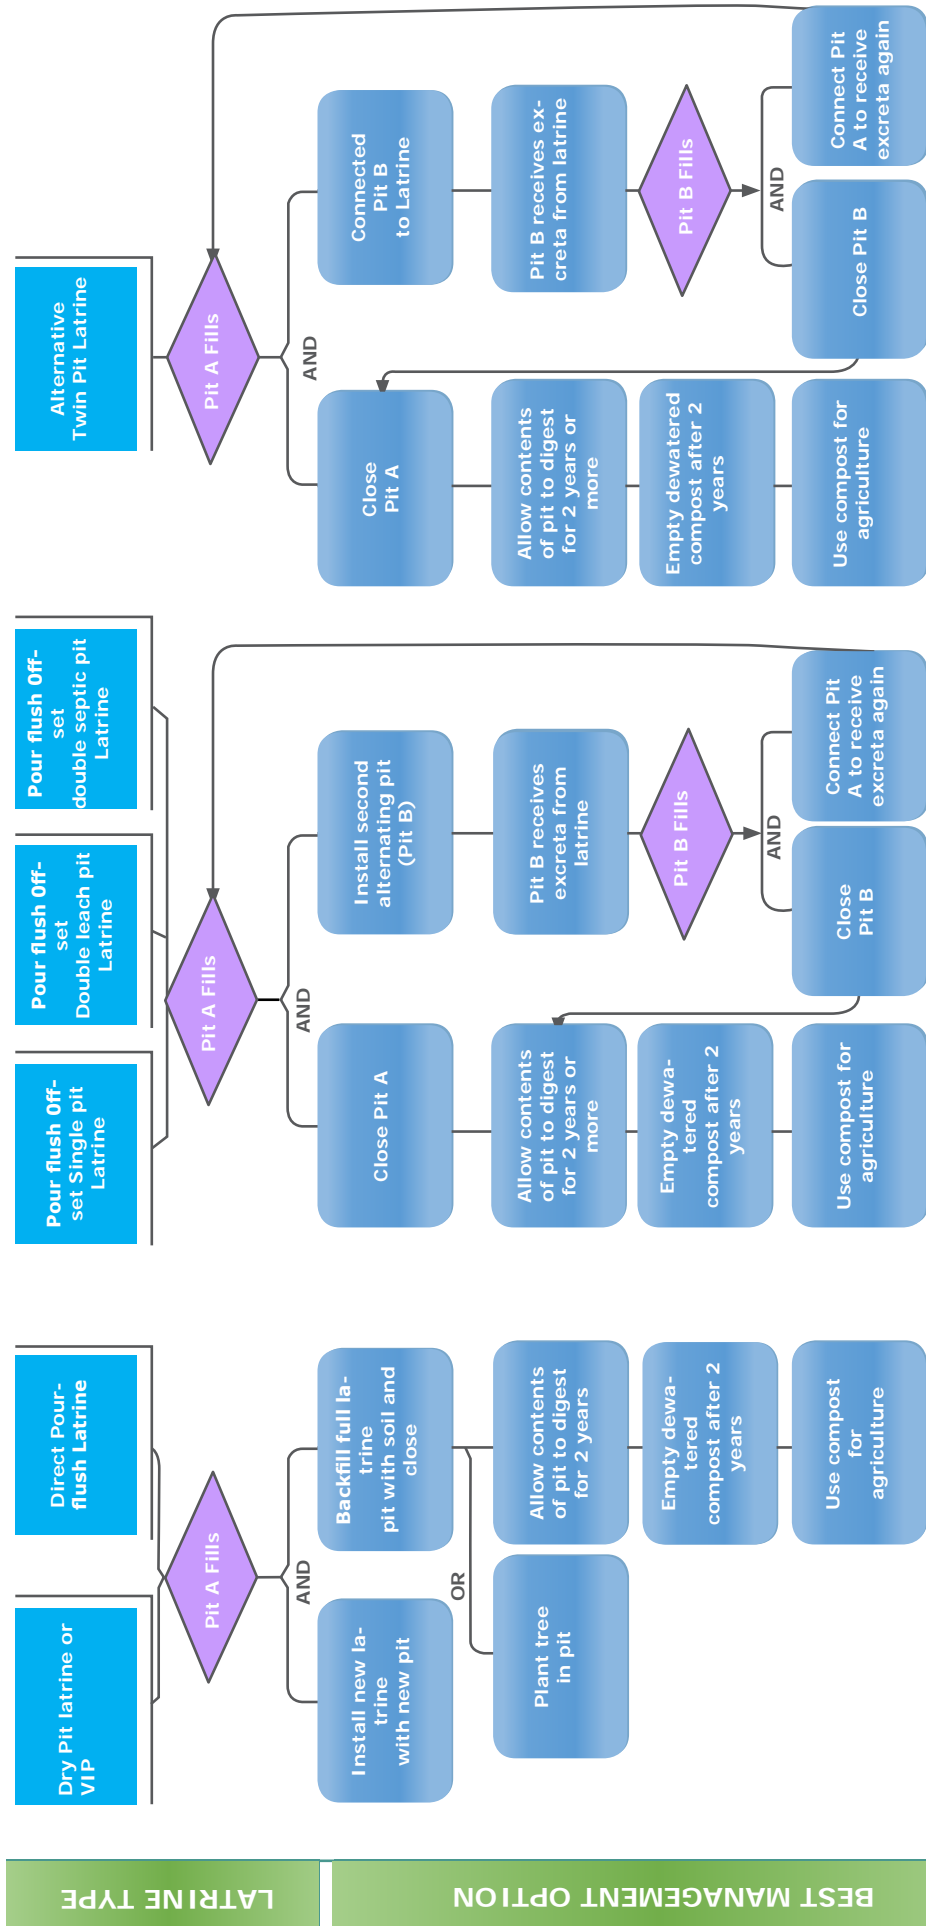 LATRINE TYPE
Dry Pit latrine or
VIP
Direct Pour-
flush Latrine
Pour flush Off-
set Single pit
Latrine
Pour flush Off-
set
Double leach pit
Latrine
Pour flush Off-
set
double septic pit
Latrine
Alternative
Twin Pit Latrine
BEST MANAGEMENT OPTION
Pit A Fills
AND
Install new la-
trine
with new pit
Backfill full la-
trine
pit with soil and
close
OR
Plant tree
in pit
Allow contents
of pit to digest
for 2 years
Empty dewa-
tered
compost after 2
years
Use compost
for
agriculture
Pit A Fills
AND
Close Pit A
Install second
alternating pit
(Pit B)
Allow contents
of pit to digest
for 2 years or
more
Pit B receives
excreta from
latrine
Empty dewa-
tered
compost after 2
years
Pit B Fills
AND
Use compost for
agriculture
Close
Pit B
Connect Pit
A to receive
excreta again
Pit A Fills
AND
Close
Pit A
Connected
Pit B
to Latrine
Allow contents
of pit to digest
for 2 years or
more
Pit B receives ex-
creta from latrine
Empty dewatered
compost after 2
years
Pit B Fills
AND
Use compost for
agriculture
Close Pit B
Connect Pit
A to receive
excreta again